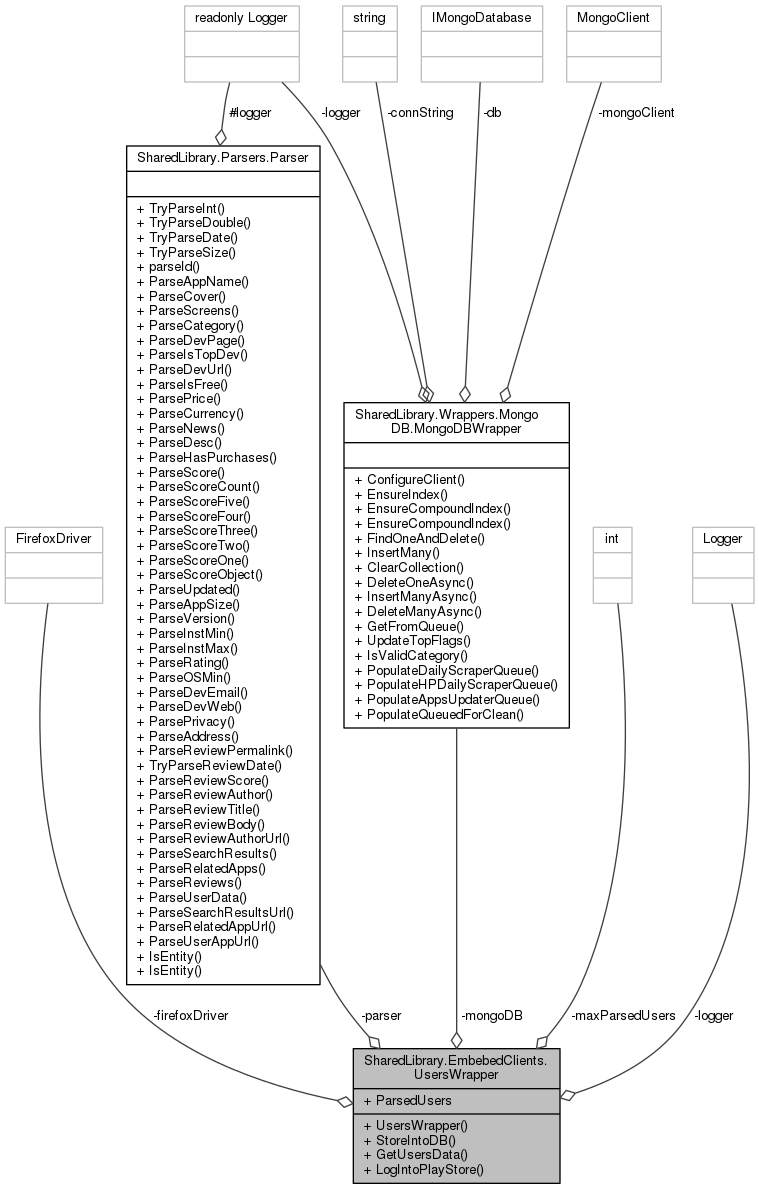 readonly Logger
string
IMongoDatabase
MongoClient
#logger
-logger
-connString
-db
-mongoClient
SharedLibrary.Parsers.Parser
+ TryParseInt()
+ TryParseDouble()
+ TryParseDate()
+ TryParseSize()
+ parseId()
+ ParseAppName()
+ ParseCover()
+ ParseScreens()
+ ParseCategory()
+ ParseDevPage()
+ ParseIsTopDev()
+ ParseDevUrl()
+ ParseIsFree()
+ ParsePrice()
+ ParseCurrency()
+ ParseNews()
+ ParseDesc()
+ ParseHasPurchases()
+ ParseScore()
+ ParseScoreCount()
+ ParseScoreFive()
+ ParseScoreFour()
+ ParseScoreThree()
+ ParseScoreTwo()
+ ParseScoreOne()
+ ParseScoreObject()
+ ParseUpdated()
+ ParseAppSize()
+ ParseVersion()
+ ParseInstMin()
+ ParseInstMax()
+ ParseRating()
+ ParseOSMin()
+ ParseDevEmail()
+ ParseDevWeb()
+ ParsePrivacy()
+ ParseAddress()
+ ParseReviewPermalink()
+ TryParseReviewDate()
+ ParseReviewScore()
+ ParseReviewAuthor()
+ ParseReviewTitle()
+ ParseReviewBody()
+ ParseReviewAuthorUrl()
+ ParseSearchResults()
+ ParseRelatedApps()
+ ParseReviews()
+ ParseUserData()
+ ParseSearchResultsUrl()
+ ParseRelatedAppUrl()
+ ParseUserAppUrl()
+ IsEntity()
+ IsEntity()
SharedLibrary.Wrappers.Mongo
DB.MongoDBWrapper
+ ConfigureClient()
+ EnsureIndex()
+ EnsureCompoundIndex()
+ EnsureCompoundIndex()
+ FindOneAndDelete()
+ InsertMany()
+ ClearCollection()
+ DeleteOneAsync()
+ InsertManyAsync()
+ DeleteManyAsync()
+ GetFromQueue()
+ UpdateTopFlags()
+ IsValidCategory()
+ PopulateDailyScraperQueue()
+ PopulateHPDailyScraperQueue()
+ PopulateAppsUpdaterQueue()
+ PopulateQueuedForClean()
FirefoxDriver
int
Logger
-firefoxDriver
-parser
-mongoDB
-maxParsedUsers
-logger
SharedLibrary.EmbebedClients.
UsersWrapper
+ ParsedUsers
+ UsersWrapper()
+ StoreIntoDB()
+ GetUsersData()
+ LogIntoPlayStore()